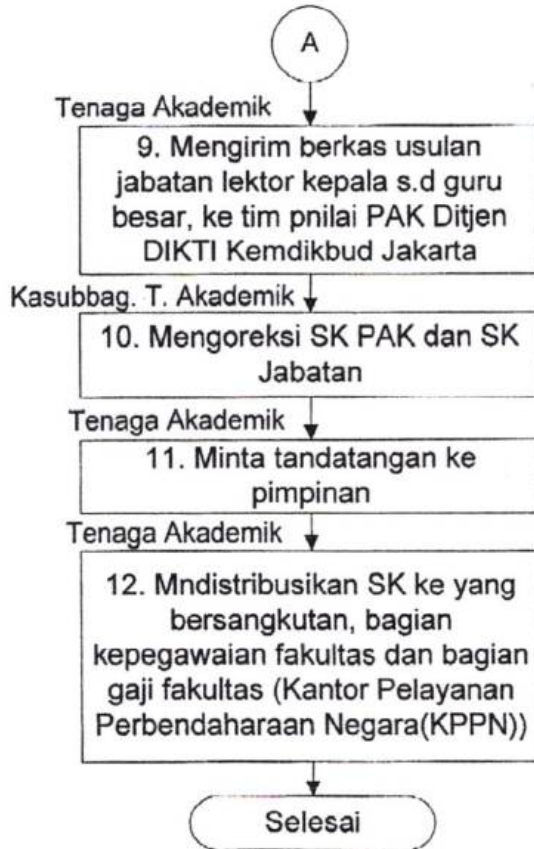 A
Tenaga Akademik
9. Mengirim berkas usulan
jabatan lektor kepala s.d guru
besar, ke tim pnilai PAK Ditjen
DIKTI Kemdikbud Jakarta
Kasubbag. T. Akademik
10. Mengoreksi SK PAK dan SK
Jabatan
Tenaga Akademik
11. Minta tandatangan ke
pimpinan
Tenaga Akademik
12. Mndistribusikan SK ke yang
bersangkutan, bagian
kepegawaian fakultas dan bagian
gaji fakultas (Kantor Pelayanan
Perbendaharaan Negara(KPPN))
Selesai